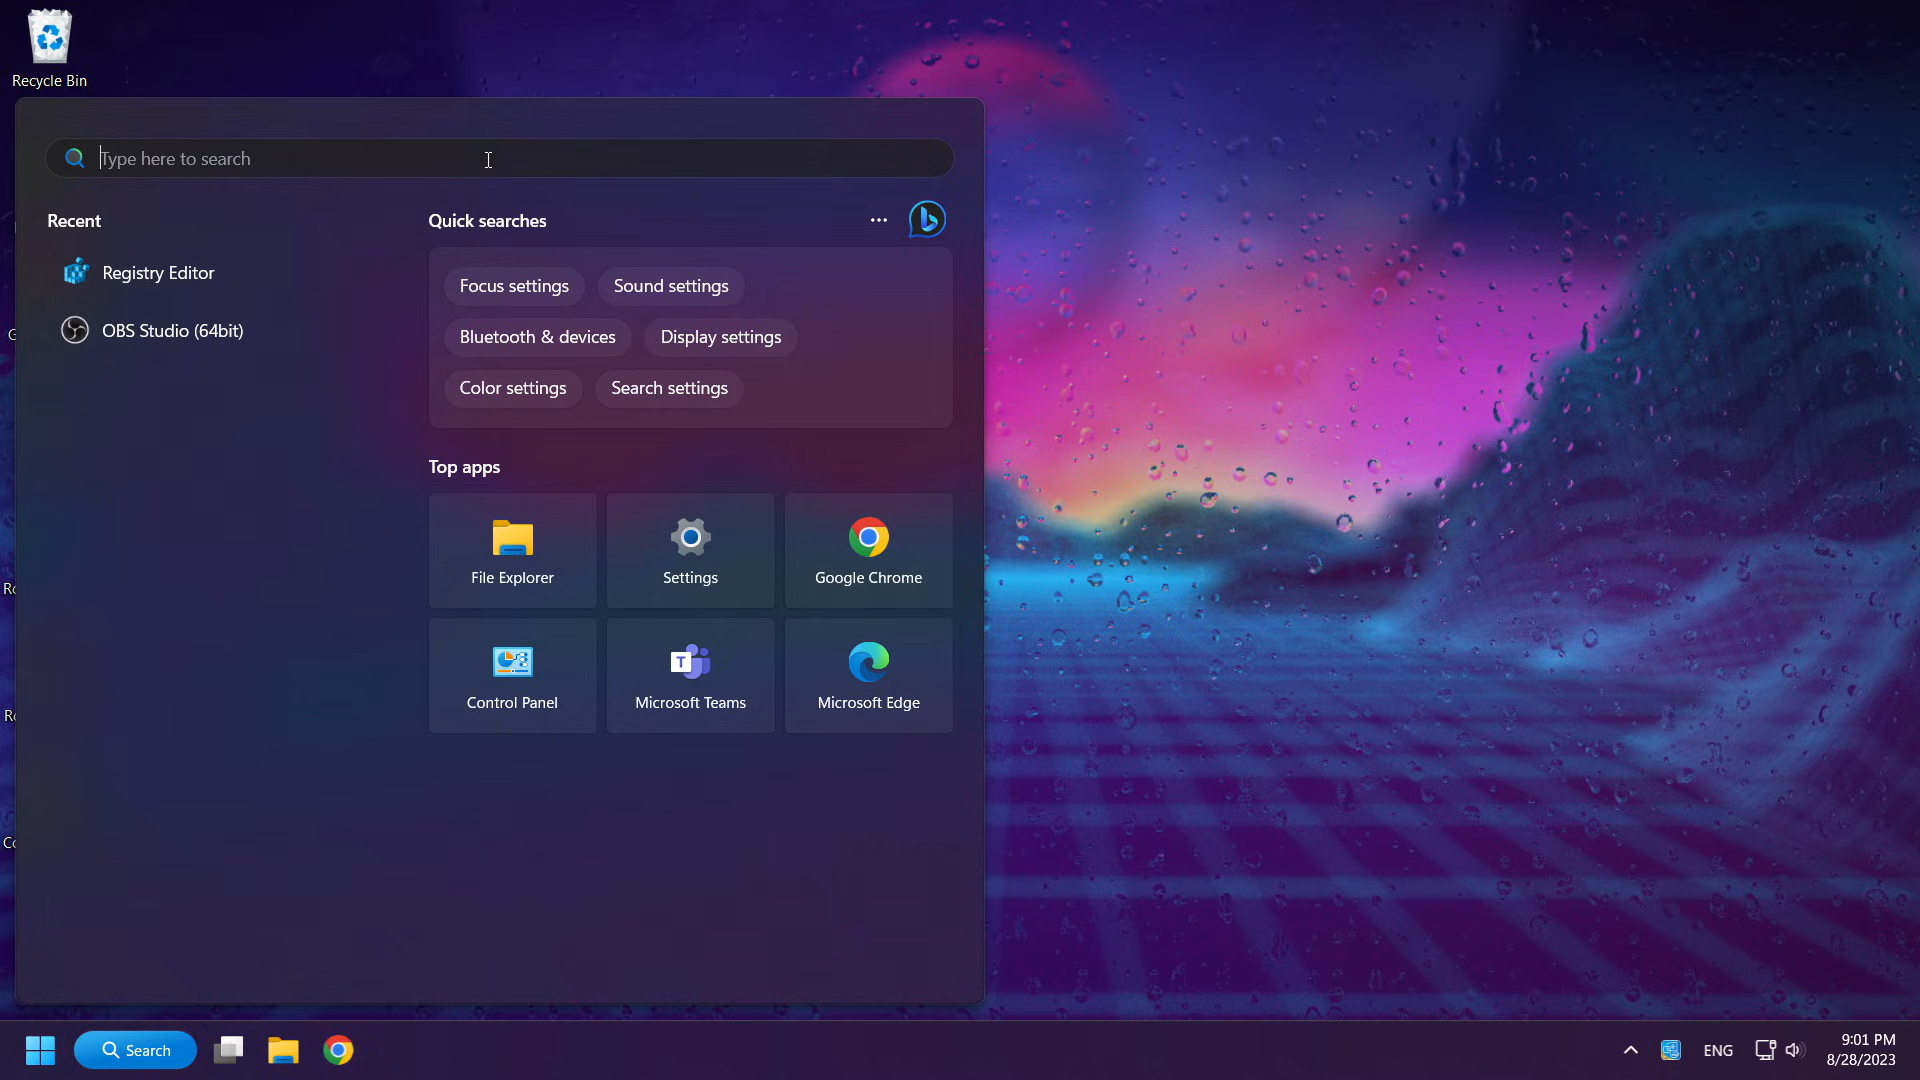 Recycle Bin
Type here to search
Recent
Quick searches
Registry Editor
OBS Studio (64bit)
Focus settings
Sound settings
Bluetooth & devices
Display settings
Color settings
Search settings
Top apps
File Explorer
Settings
Google Chrome
Control Panel
Microsoft Teams
Microsoft Edge
Search
ENG
9:01 PM
8/28/2023